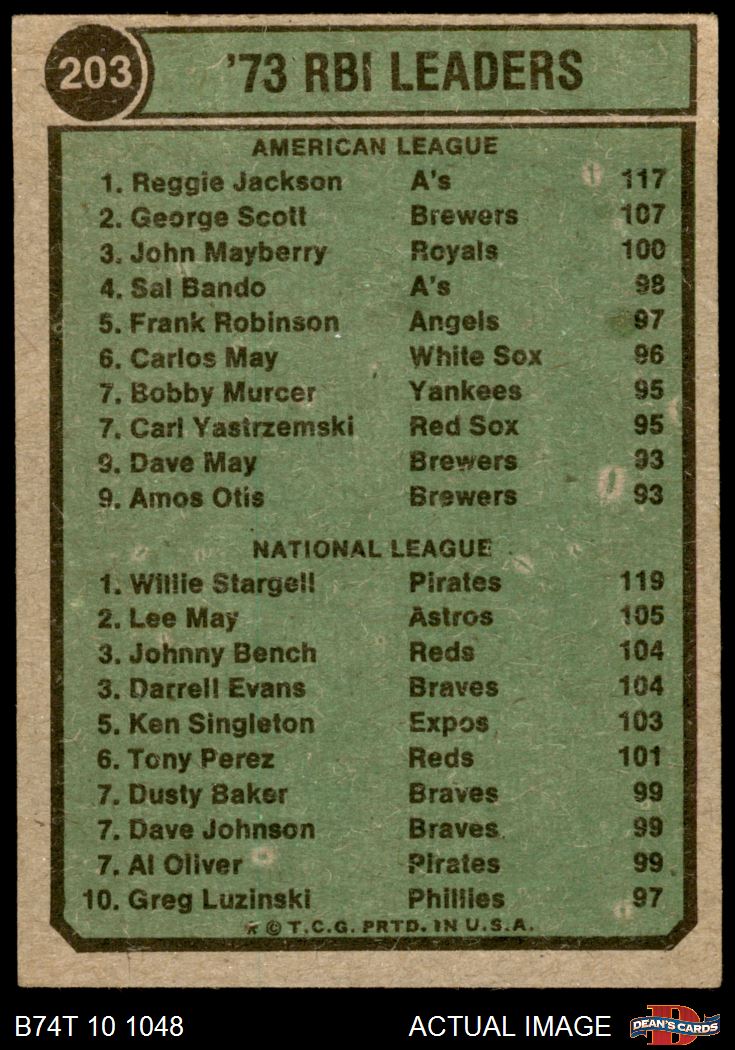 203
'73 RBI LEADERS
AMERICAN LEAGUE
1. Reggie Jackson A's 117
2. George Scott Brewers 107
3. John Mayberry Royals 100
4. Sal Bando A's 98
5. Frank Robinson Angels 97
6. Carlos May White Sox 96
7. Bobby Murcer Yankees 95
7. Carl Yastrzemski Red Sox 95
9. Dave May Brewers 93
9. Amos Otis Brewers 93
NATIONAL LEAGUE
1. Willie Stargell Pirates 119
2. Lee May Astros 105
3. Johnny Bench Reds 104
3. Darrell Evans Braves 104
5. Ken Singleton Expos 103
6. Tony Perez Reds 101
7. Dusty Baker Braves 99
7. Dave Johnson Braves 99
7. Al Oliver Pirates 99
10. Greg Luzinski Phillies 97
* © T.C.G. PRTD. IN U.S.A.
B74T 10 1048 ACTUAL IMAGE DEAN'S CARDS